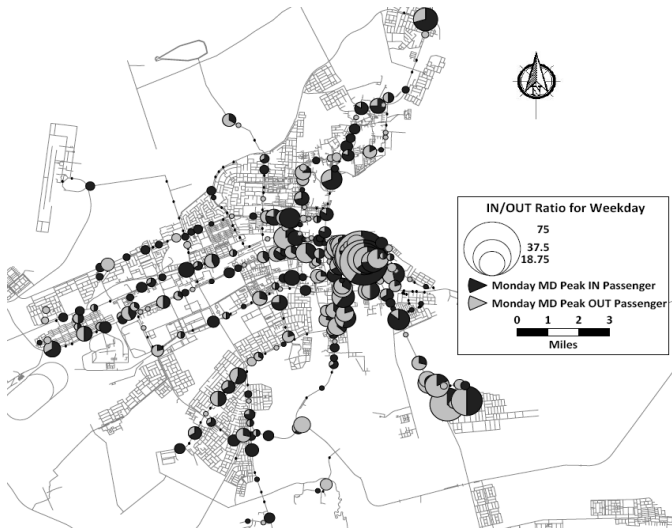 IN/OUT Ratio for Weekday
75
37.5
18.75
Monday MD Peak IN Passenger
Monday MD Peak OUT Passenger
0 1 2 3
Miles